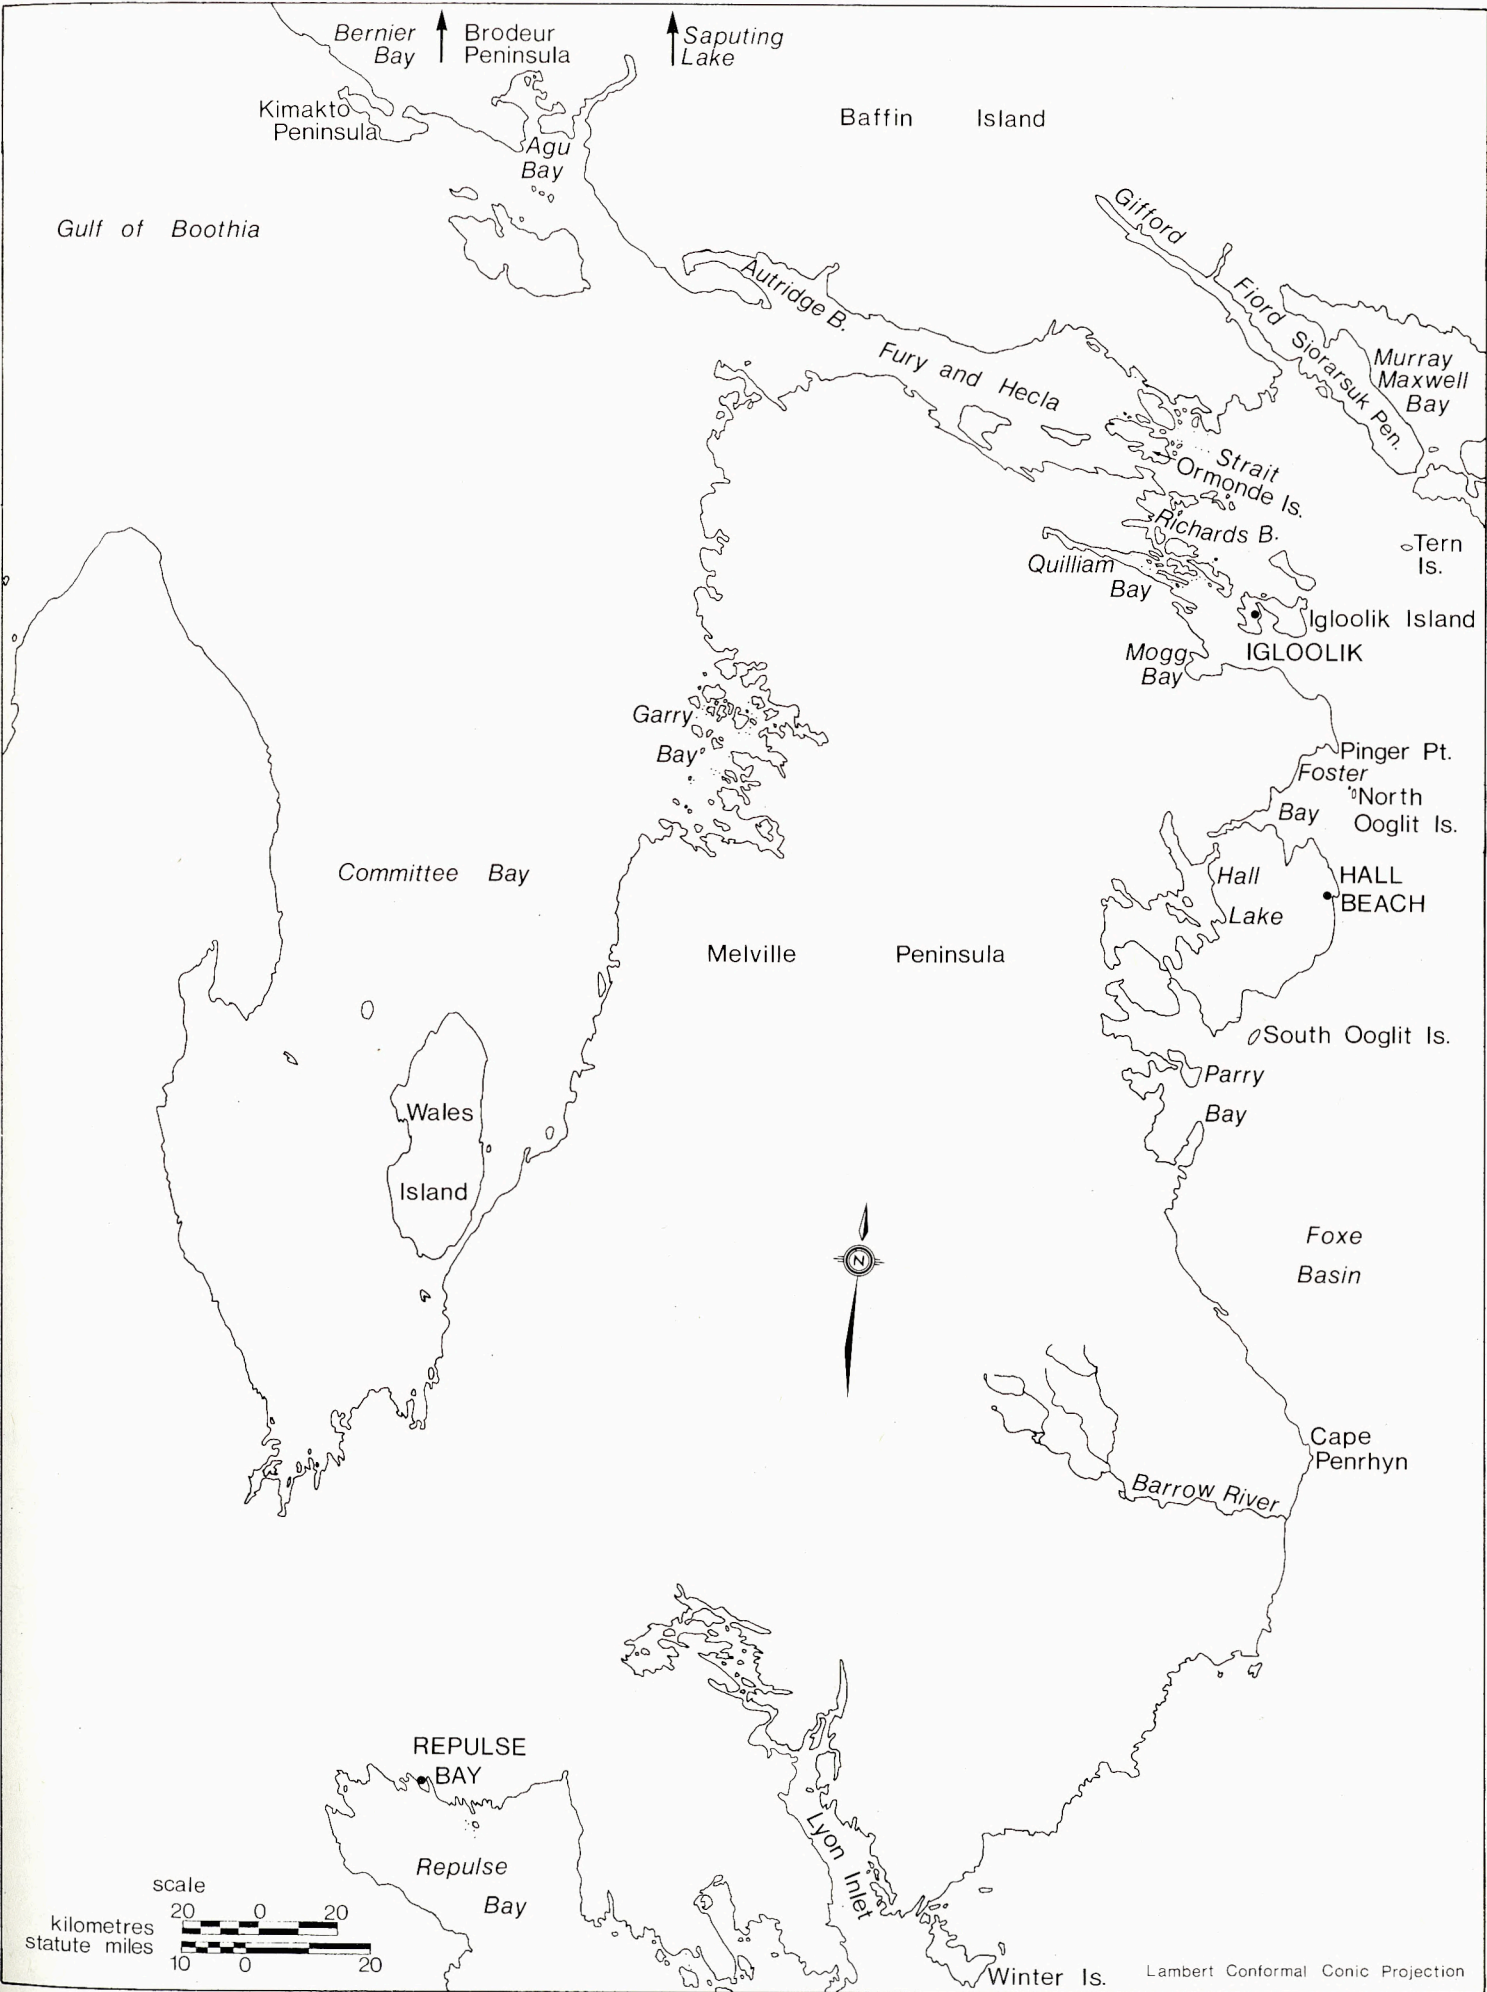 Bernier
Bay
Brodeur
Peninsula
Saputing
Lake
Kimakto
Peninsula
Baffin Island
Agu
Bay
Gulf of Boothia
Gifford
Fiord
Autridge B.
Siorarsuk Pen.
Murray
Maxwell
Bay
Fury and Hecla
Strait
Ormonde Is.
Richards B.
Tern
Is.
Quilliam
Bay
Igloolik Island
IGLOOLIK
Mogg
Bay
Garry
Bay
Pinger Pt.
Foster
Bay
North
Ooglit Is.
Committee Bay
Hall
Lake
HALL
BEACH
Melville Peninsula
South Ooglit Is.
Parry
Bay
Wales
Island
N
Foxe
Basin
Cape
Penrhyn
Barrow River
REPULSE
BAY
Repulse
Bay
Lyon Inlet
scale
20 0 20
kilometres
statute miles
10 0 20
Winter Is.
Lambert Conformal Conic Projection